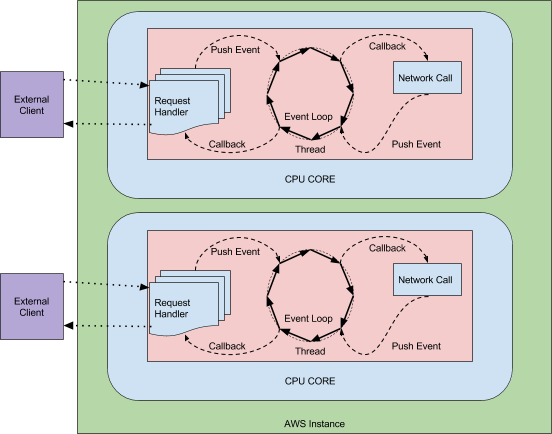 Push Event
Callback
External
Client
Request
Handler
Event Loop
Network Call
Callback
Thread
Push Event
CPU CORE
Push Event
Callback
External
Client
Request
Handler
Event Loop
Network Call
Callback
Thread
Push Event
CPU CORE
AWS Instance